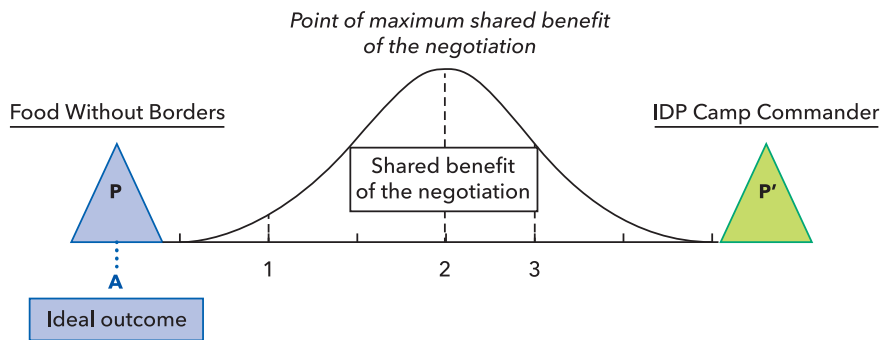 Point of maximum shared benefit
of the negotiation
Food Without Borders
IDP Camp Commander
P
Shared benefit
of the negotiation
P’
1
2
3
A
Ideal outcome